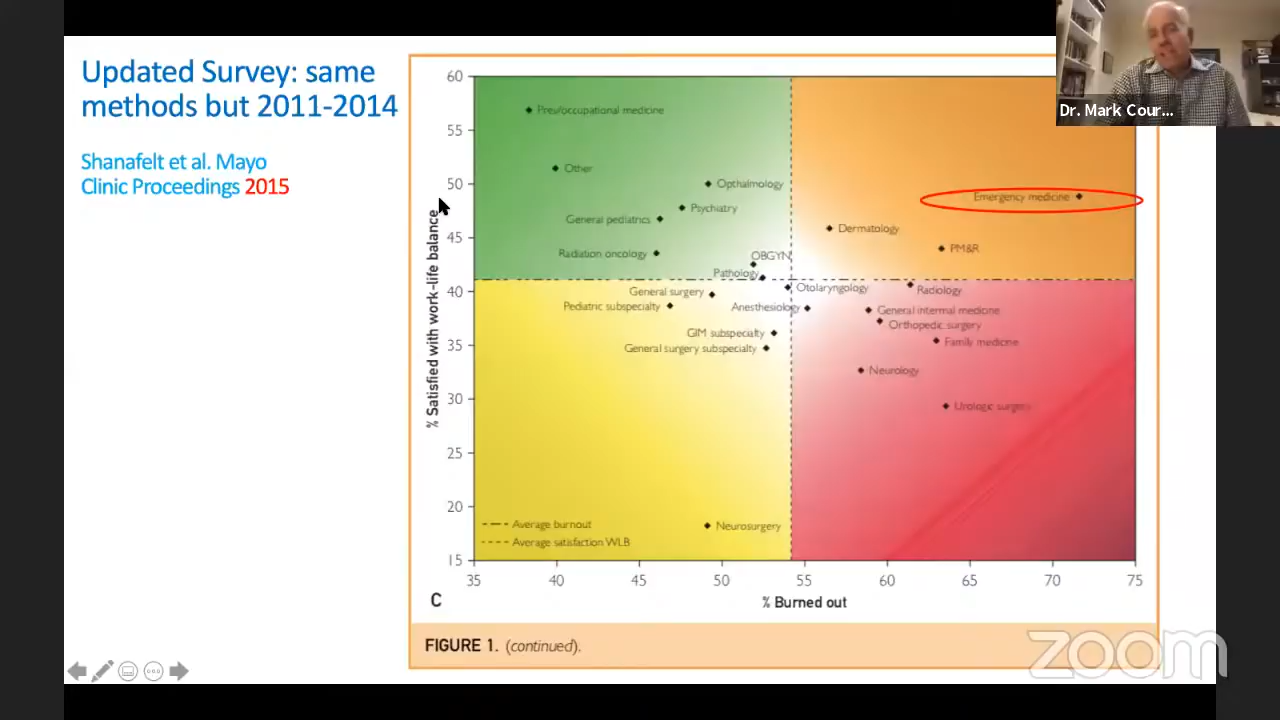 Updated Survey: same
methods but 2011-2014
Shanafelt et al. Mayo
Clinic Proceedings 2015
Dr. Mark Cour...
% Satisfied with work-life balance
60
55
50
45
40
35
30
25
20
15
Prev/occupational medicine
Other
Opthalmology
Psychiatry
General pediatrics
Radiation oncology
OBGYN
Pathology
Emergency medicine
Dermatology
PM&R
General surgery
Pediatric subspecialty
Otolaryngology
Anesthesiology
Radiology
General internal medicine
Orthopedic surgery
GIM subspecialty
General surgery subspecialty
Family medicine
Neurology
Urologic surgery
Neurosurgery
Average burnout
Average satisfaction WLB
35 40 45 50 55 60 65 70 75
C
% Burned out
FIGURE 1. (continued).
zoom